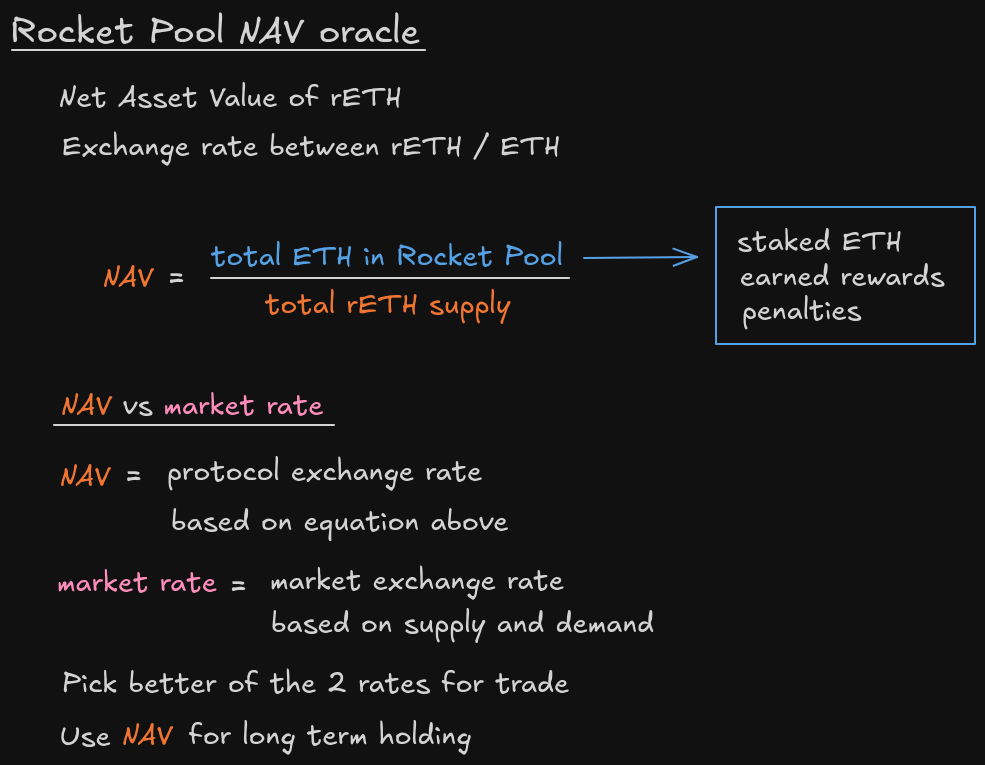 Rocket Pool NAV oracle
Net Asset Value of rETH
Exchange rate between rETH / ETH
NAV =
total ETH in Rocket Pool
total rETH supply
staked ETH
earned rewards
penalties
NAV vs market rate
NAV = protocol exchange rate
based on equation above
market rate = market exchange rate
based on supply and demand
Pick better of the 2 rates for trade
Use NAV for long term holding